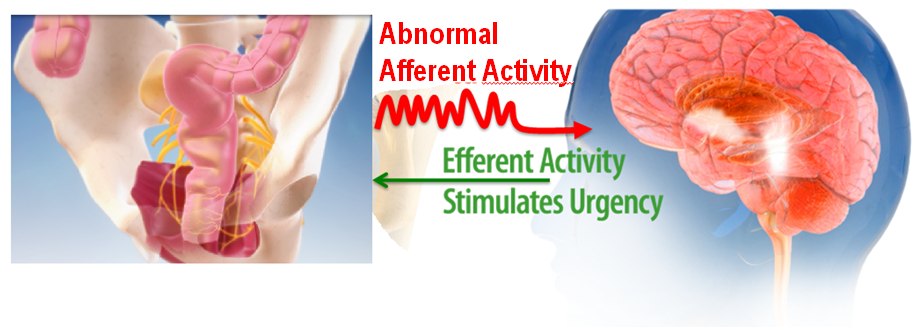 Abnormal
Afferent Activity
Efferent Activity
Stimulates Urgency